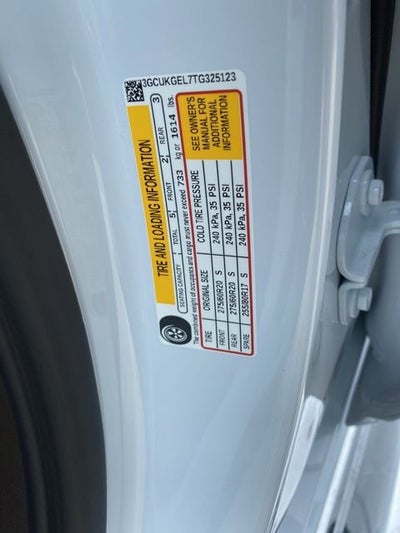 3GCUKGEL7TG325123
TIRE AND LOADING INFORMATION
SEATING CAPACITY TOTAL 5 FRONT 2 REAR 3
The combined weight of occupants and cargo must never exceed 733 kg or 1614 lbs.
TIRE ORIGINAL SIZE COLD TIRE PRESSURE
FRONT 275/60R20 S 240 kPa, 35 PSI
REAR 275/60R20 S 240 kPa, 35 PSI
SPARE 255/80R17 S 240 kPa, 35 PSI
SEE OWNER'S
MANUAL FOR
ADDITIONAL
INFORMATION